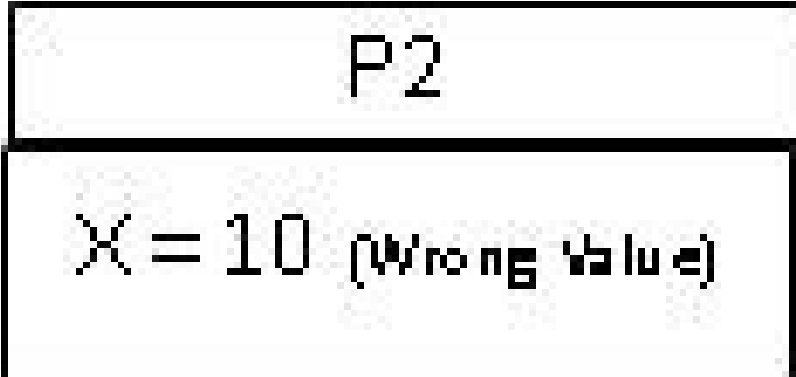 P2
X = 10 (Wrong Value)